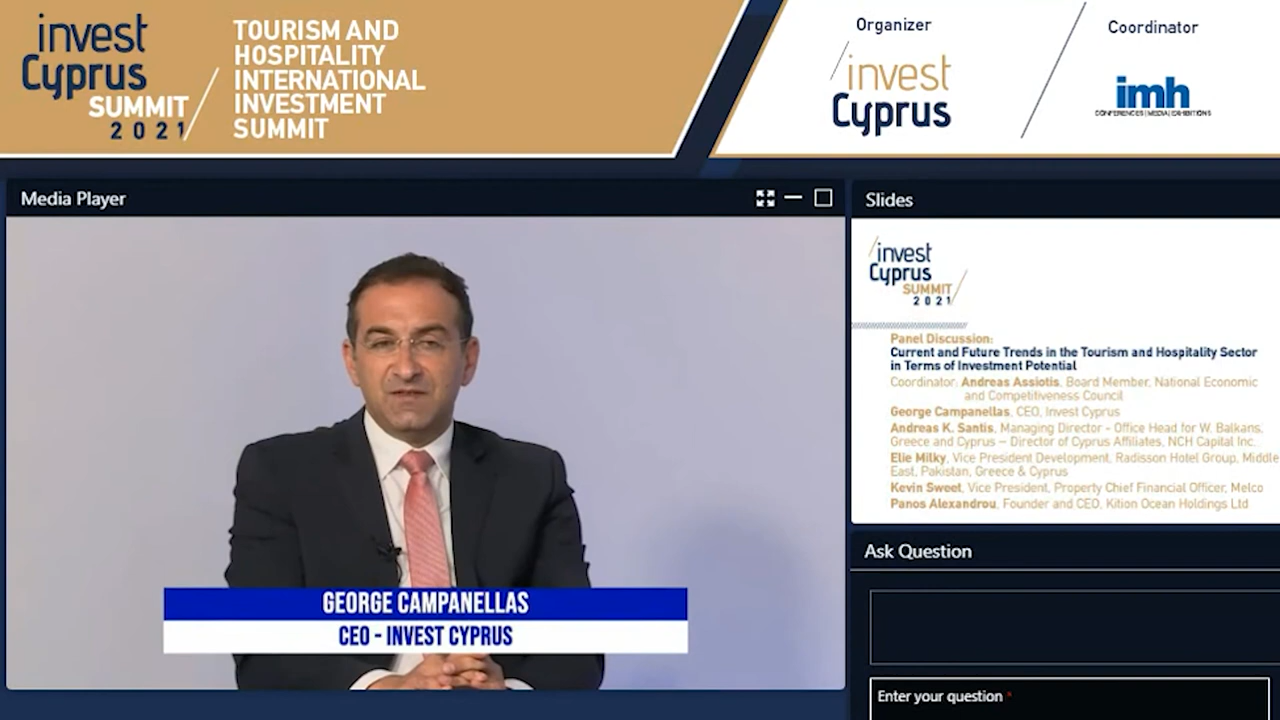 invest
Cyprus
SUMMIT
2021
TOURISM AND
HOSPITALITY
INTERNATIONAL
INVESTMENT
SUMMIT
Organizer
invest
Cyprus
Coordinator
imh
CONFERENCES | MEDIA | EXHIBITIONS
Media Player
GEORGE CAMPANELLAS
CEO - INVEST CYPRUS
Slides
invest
Cyprus
SUMMIT
2021
Panel Discussion:
Current and Future Trends in the Tourism and Hospitality Sector
in Terms of Investment Potential
Coordinator: Andreas Assiotis, Board Member, National Economic
and Competitiveness Council
George Campanellas, CEO, Invest Cyprus
Andreas K. Santis, Managing Director - Office Head for W. Balkans,
Greece and Cyprus – Director of Cyprus Affiliates, NCH Capital Inc.
Elie Milky, Vice President Development, Radisson Hotel Group, Middle
East, Pakistan, Greece & Cyprus
Kevin Sweet, Vice President, Property Chief Financial Officer, Melco
Panos Alexandrou, Founder and CEO, Kition Ocean Holdings Ltd
Ask Question
Enter your question *